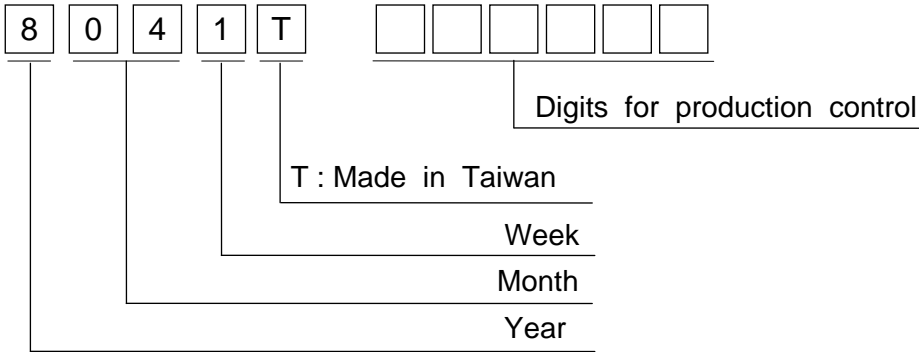 8 0 4 1 T
Digits for production control
T : Made in Taiwan
Week
Month
Year